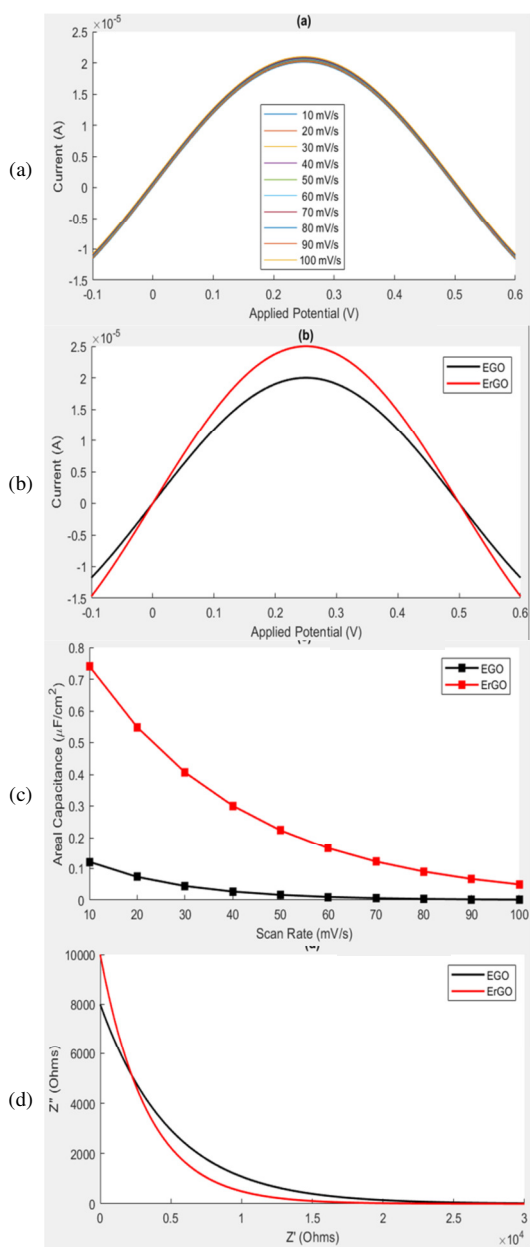 (a)
(a)
×10⁻⁵
2.5
2
1.5
1
0.5
0
-0.5
-1
-1.5
Current (A)
10 mV/s
20 mV/s
30 mV/s
40 mV/s
50 mV/s
60 mV/s
70 mV/s
80 mV/s
90 mV/s
100 mV/s
-0.1 0 0.1 0.2 0.3 0.4 0.5 0.6
Applied Potential (V)
(b)
(b)
×10⁻⁵
2.5
2
1.5
1
0.5
0
-0.5
-1
-1.5
Current (A)
EGO
ErGO
-0.1 0 0.1 0.2 0.3 0.4 0.5 0.6
Applied Potential (V)
(c)
0.8
0.7
0.6
0.5
0.4
0.3
0.2
0.1
0
Areal Capacitance (μF/cm²)
EGO
ErGO
10 20 30 40 50 60 70 80 90 100
Scan Rate (mV/s)
(d)
10000
8000
6000
4000
2000
0
Z" (Ohms)
EGO
ErGO
0 0.5 1 1.5 2 2.5 3
Z' (Ohms)
×10⁴